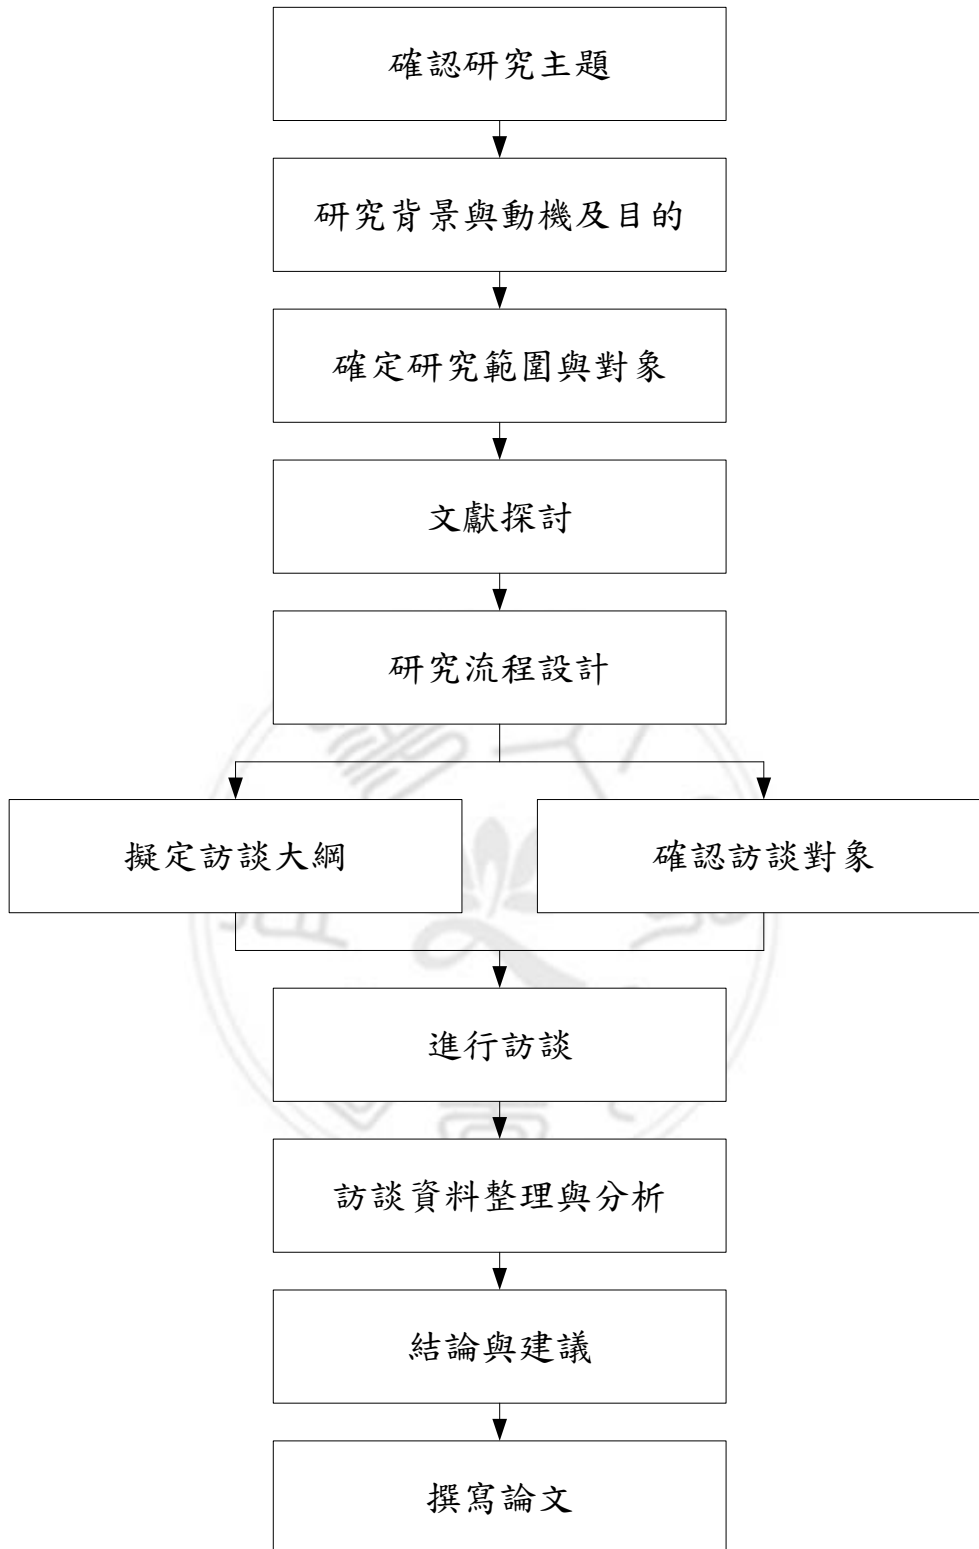 確認研究主題
研究背景與動機及目的
確定研究範圍與對象
文獻探討
研究流程設計
擬定訪談大綱
確認訪談對象
進行訪談
訪談資料整理與分析
結論與建議
撰寫論文